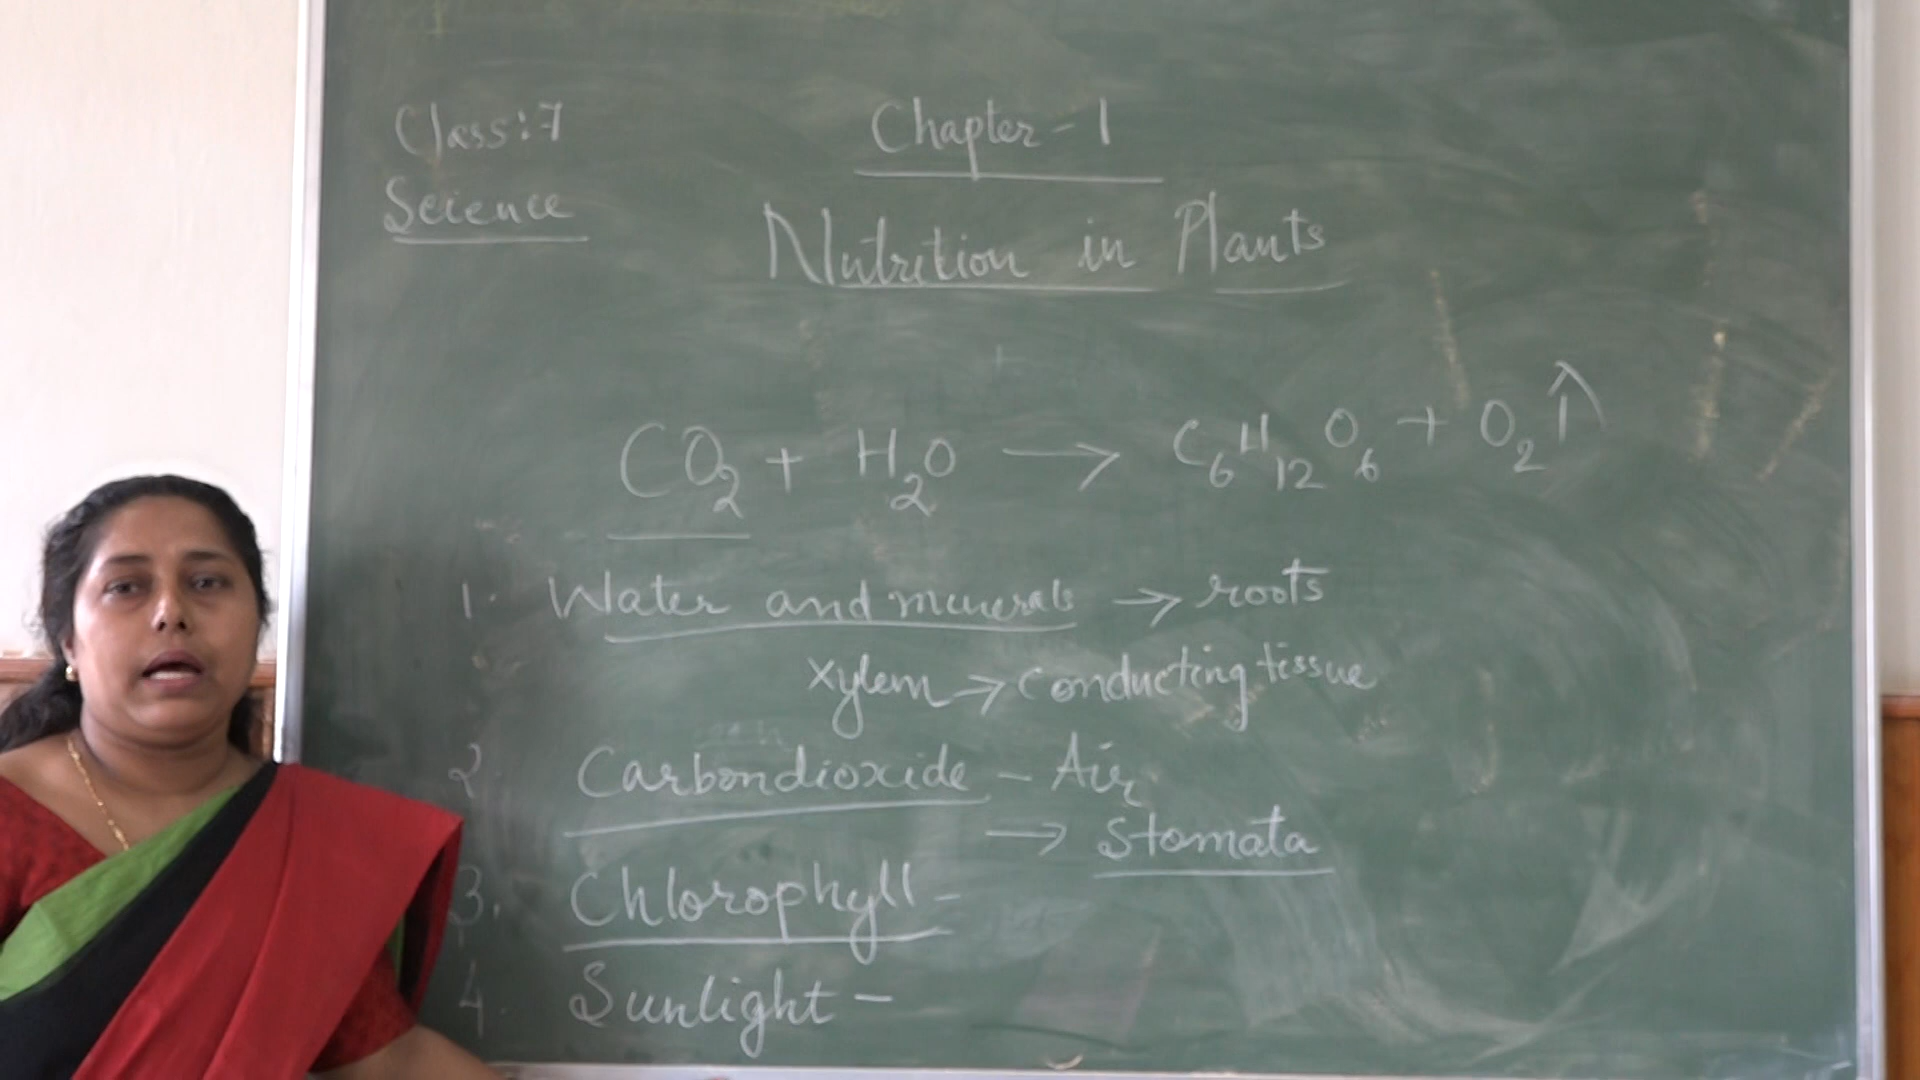 Class: 7
Science
Chapter - 1
Nutrition in Plants
CO2 + H2O → C6H12O6 + O2 ↑
1. Water and minerals → roots
xylem → conducting tissue
2. Carbondioxide - Air
→ Stomata
3. Chlorophyll -
4. Sunlight -